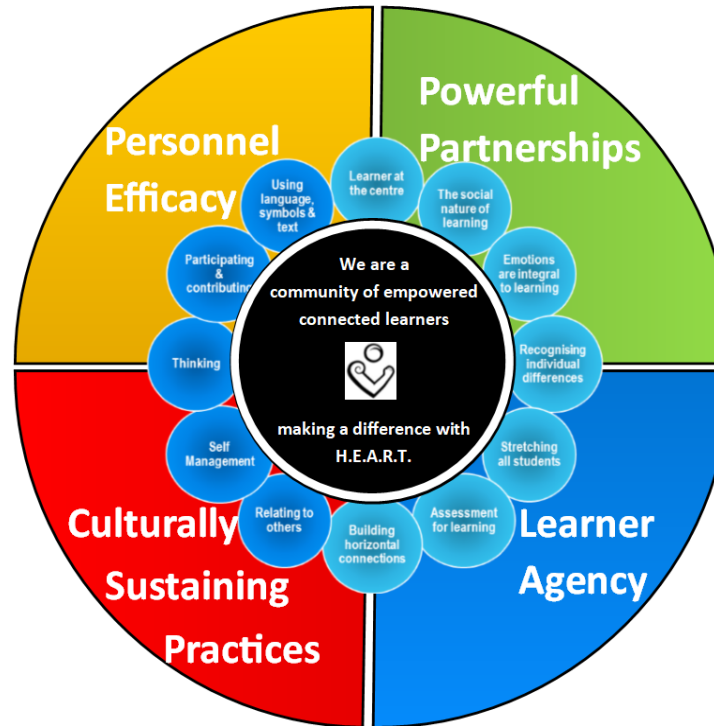 Personnel
Efficacy
Powerful
Partnerships
Learner at
the centre
The social
nature of
learning
Emotions
are integral
to learning
Recognising
individual
differences
Stretching
all students
Assessment
for learning
Building
horizontal
connections
Relating to
others
Self
Management
Thinking
Participating
&
contributing
Using
language,
symbols &
text
We are a
community of empowered
connected learners
making a difference with
H.E.A.R.T.
Culturally
Sustaining
Practices
Learner
Agency